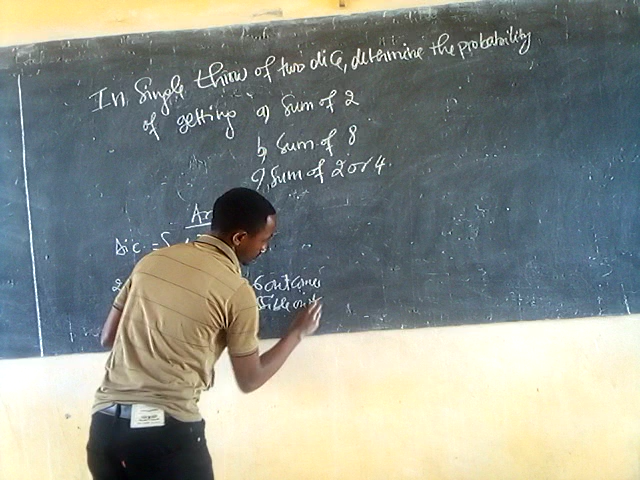 In Single throw of two dice, determine the probability
of getting a) Sum of 2
b) Sum of 8
c) Sum of 2 or 4.
Dic =
6 outcomes